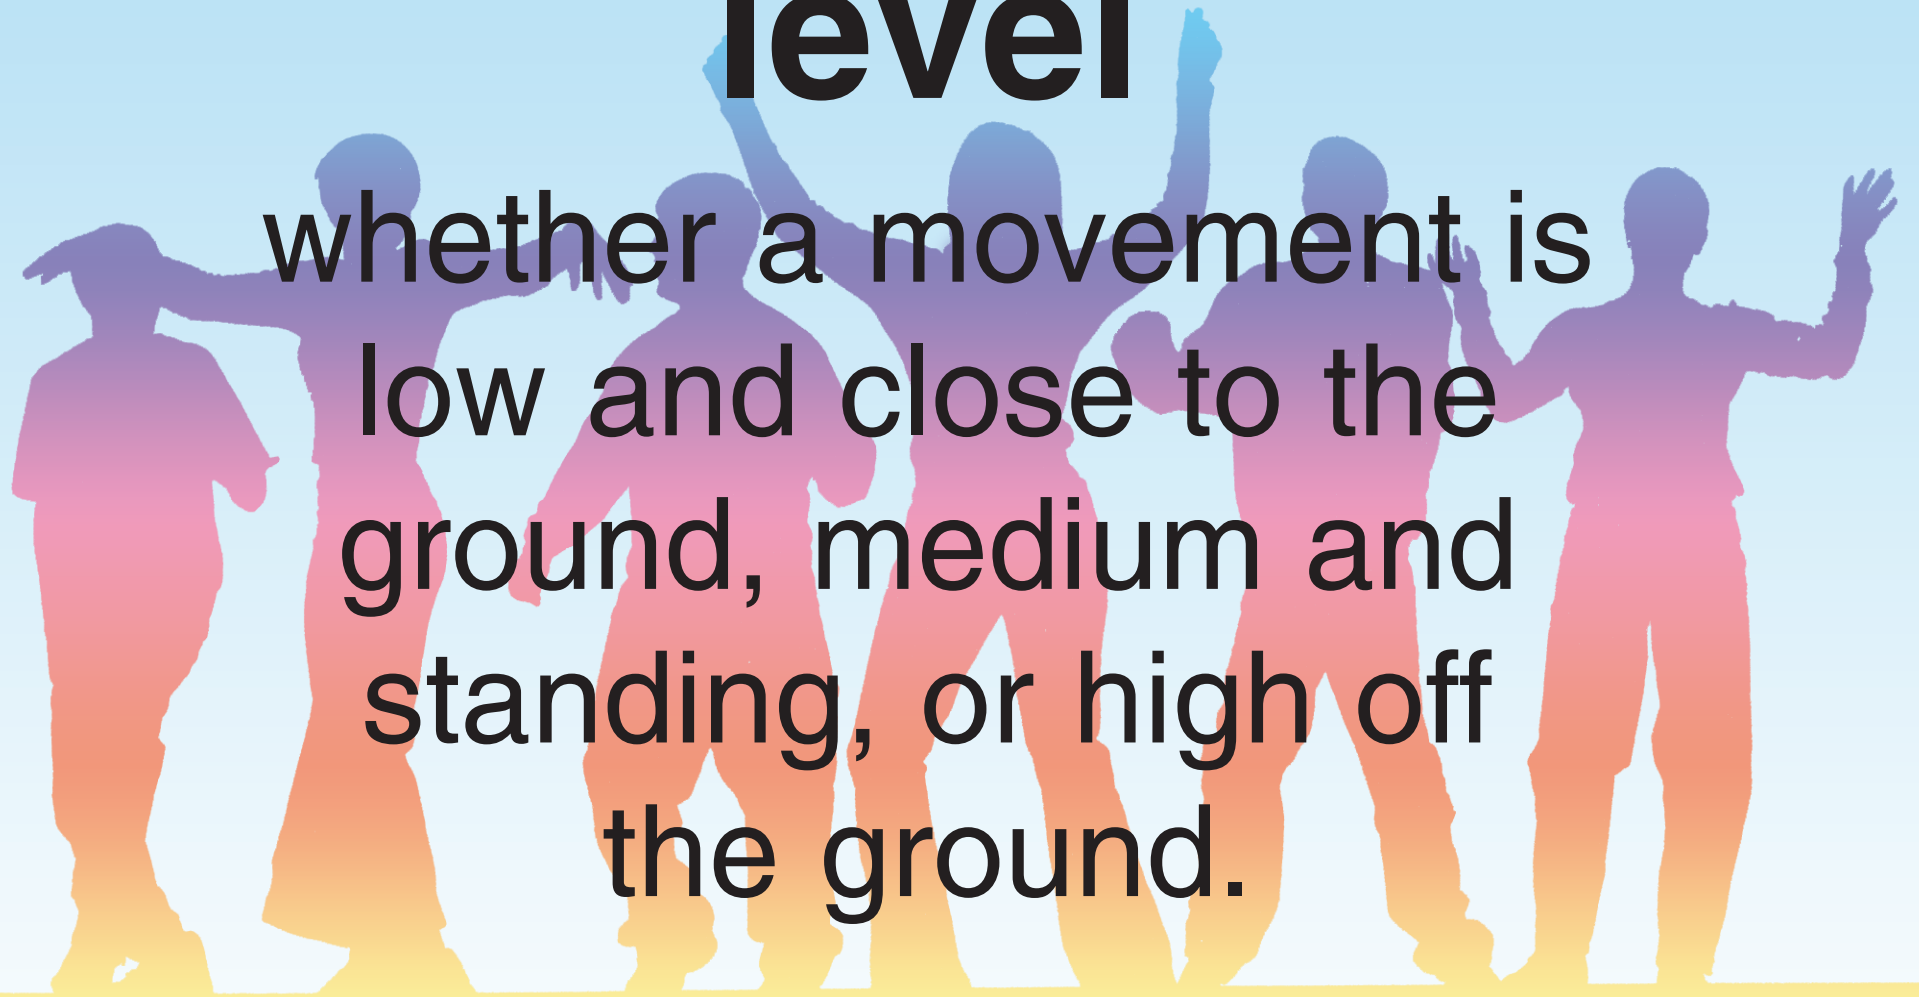 level
whether a movement is
low and close to the
ground, medium and
standing, or high off
the ground.